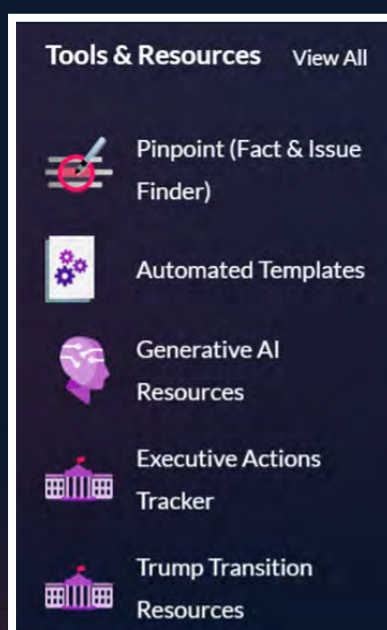 Tools & Resources View All
Pinpoint (Fact & Issue
Finder)
Automated Templates
Generative AI
Resources
Executive Actions
Tracker
Trump Transition
Resources